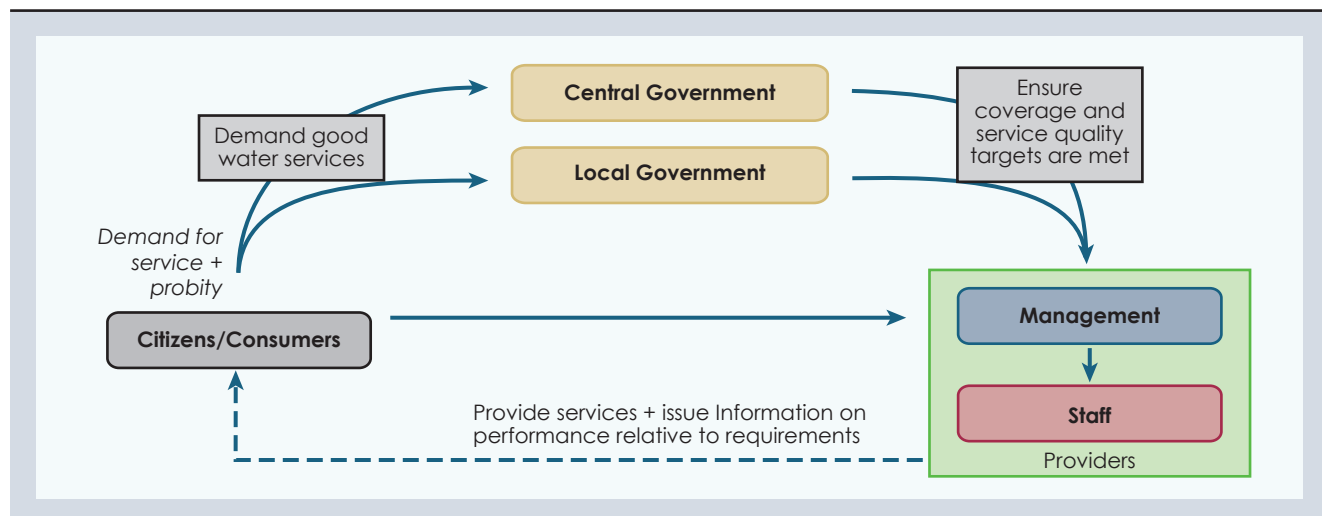 Central Government
Ensure
coverage and
service quality
targets are met
Demand good
water services
Local Government
Demand for
service +
probity
Citizens/Consumers
Management
Provide services + issue Information on
performance relative to requirements
Staff
Providers